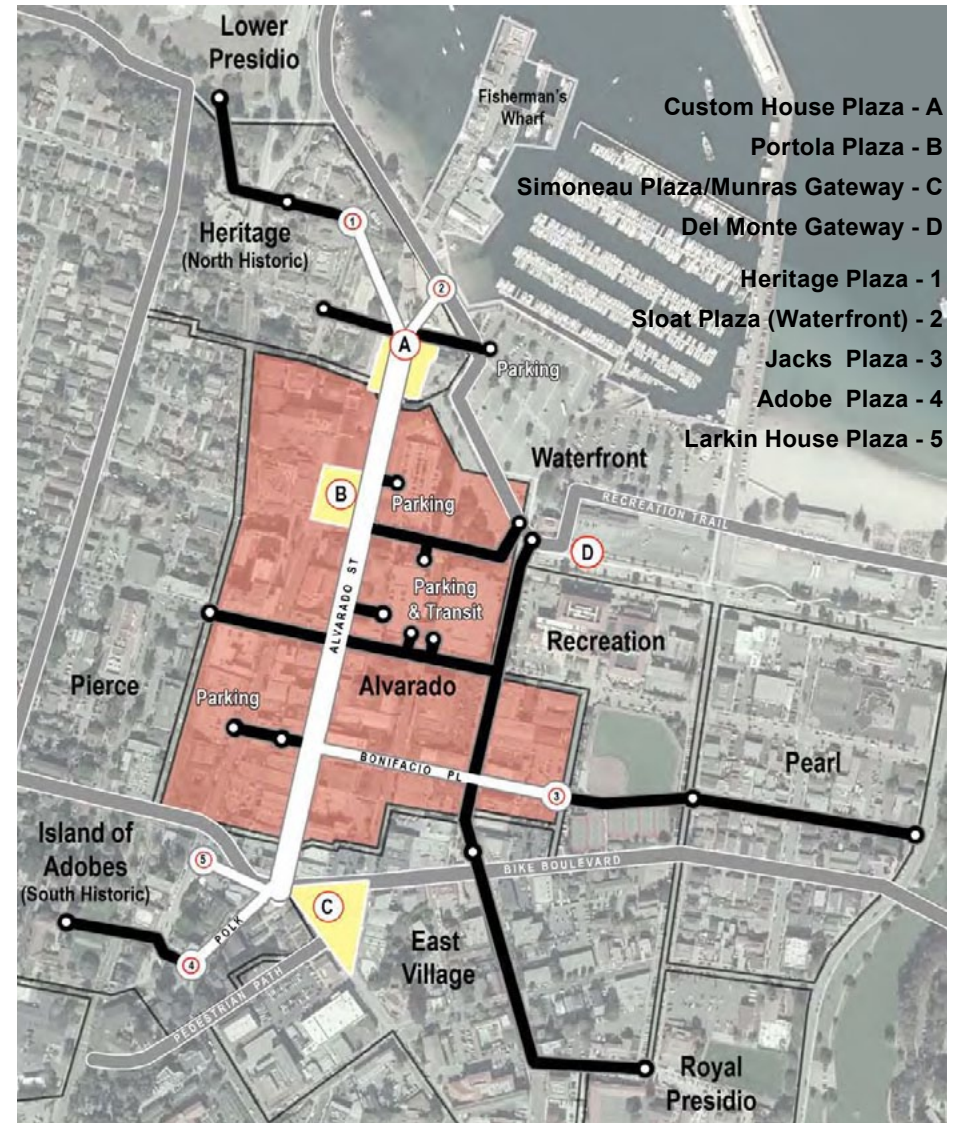 Lower
Presidio
Fisherman's
Wharf
Custom House Plaza - A
Portola Plaza - B
Simoneau Plaza/Munras Gateway - C
Del Monte Gateway - D
Heritage Plaza - 1
Sloat Plaza (Waterfront) - 2
Jacks Plaza - 3
Adobe Plaza - 4
Larkin House Plaza - 5
1
Heritage
(North Historic)
2
A
Parking
Waterfront
B
Parking
RECREATION TRAIL
D
ALVARADO ST
Parking
& Transit
Recreation
Pierce
Alvarado
Parking
BONIFACIO PL
Pearl
3
Island of
Adobes
(South Historic)
5
BIKE BOULEVARD
C
POLK
4
East
Village
PEDESTRIAN PATH
Royal
Presidio